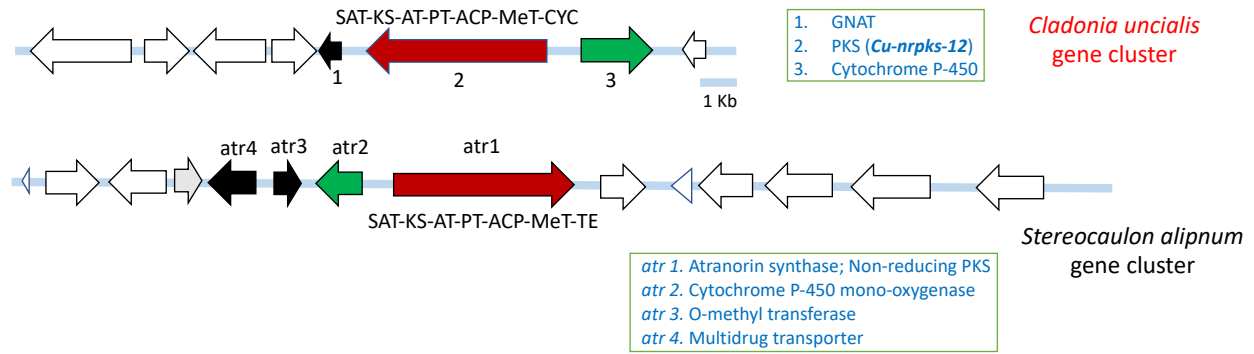 SAT-KS-AT-PT-ACP-MeT-CYC
1
2
3
1 Kb
1. GNAT
2. PKS (Cu-nrpks-12)
3. Cytochrome P-450
Cladonia uncialis
gene cluster
atr4
atr3
atr2
atr1
SAT-KS-AT-PT-ACP-MeT-TE
Stereocaulon alipnum
gene cluster
atr 1. Atranorin synthase; Non-reducing PKS
atr 2. Cytochrome P-450 mono-oxygenase
atr 3. O-methyl transferase
atr 4. Multidrug transporter